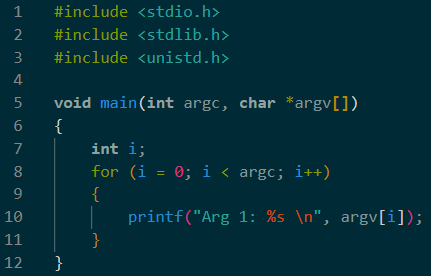 1 #include <stdio.h>
2 #include <stdlib.h>
3 #include <unistd.h>
4
5 void main(int argc, char *argv[])
6 {
7     int i;
8     for (i = 0; i < argc; i++)
9     {
10         printf("Arg 1: %s \n", argv[i]);
11     }
12 }